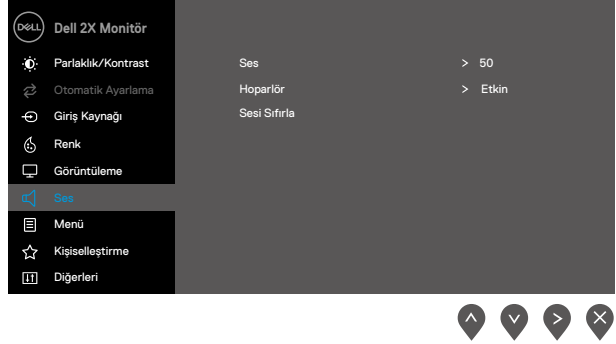 DELL Dell 2X Monitör
Parlaklık/Kontrast
Ses > 50
Otomatik Ayarlama
Hoparlör > Etkin
Giriş Kaynağı
Sesi Sıfırla
Renk
Görüntüleme
Ses
Menü
Kişiselleştirme
Diğerleri